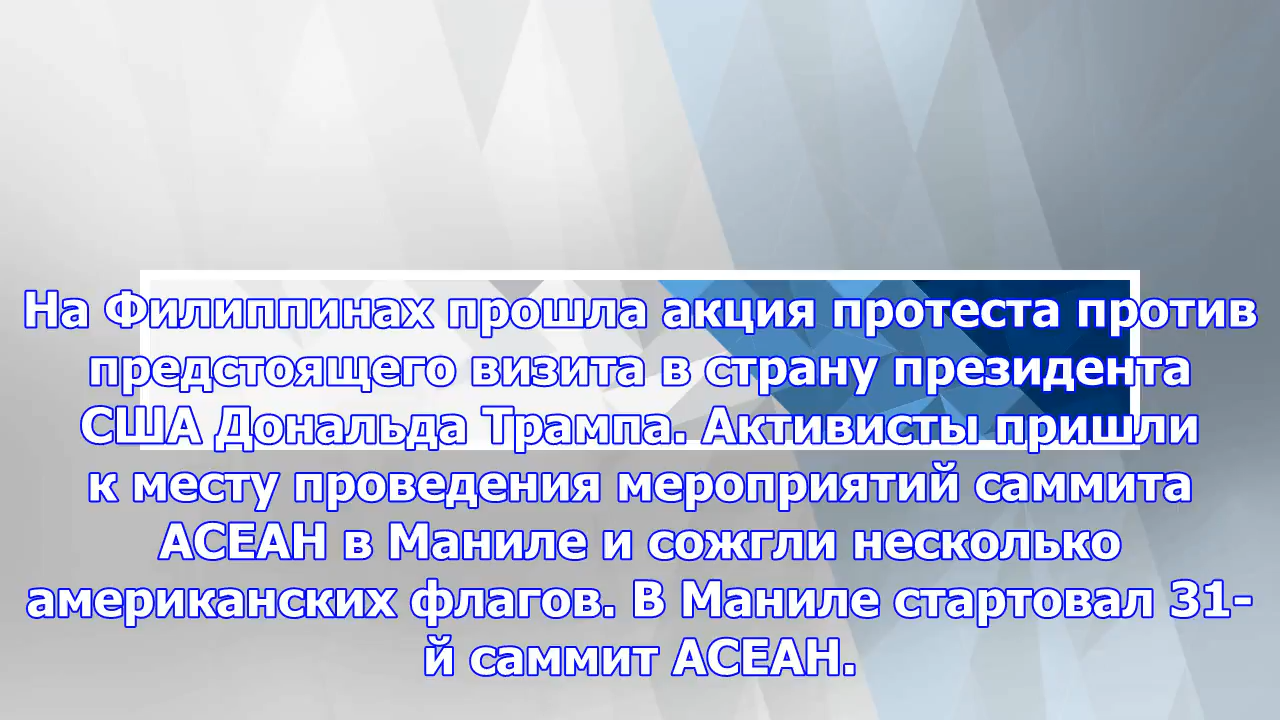 На Филиппинах прошла акция протеста против
предстоящего визита в страну президента
США Дональда Трампа. Активисты пришли
к месту проведения мероприятий саммита
АСЕАН в Маниле и сожгли несколько
американских флагов. В Маниле стартовал 31-
й саммит АСЕАН.